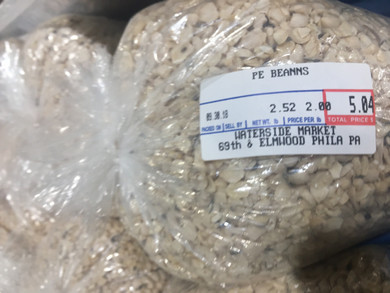 PE BEANNS
09.30.19 2.52 2.00 5.04
PACKED ON SELL BY NET WT. lb PRICE PER lb TOTAL PRICE $
WATERSIDE MARKET
69th & ELMWOOD PHILA PA